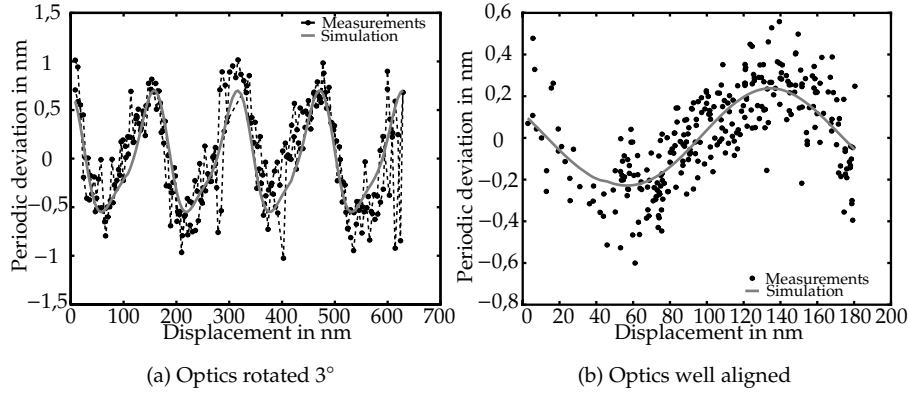 1,5
1
0,5
0
−0,5
−1
−1,5
Periodic deviation in nm
Measurements
Simulation
0 100 200 300 400 500 600 700
Displacement in nm
(a) Optics rotated 3°
0,6
0,4
0,2
0
−0,2
−0,4
−0,6
−0,8
Periodic deviation in nm
Measurements
Simulation
0 20 40 60 80 100 120 140 160 180 200
Displacement in nm
(b) Optics well aligned